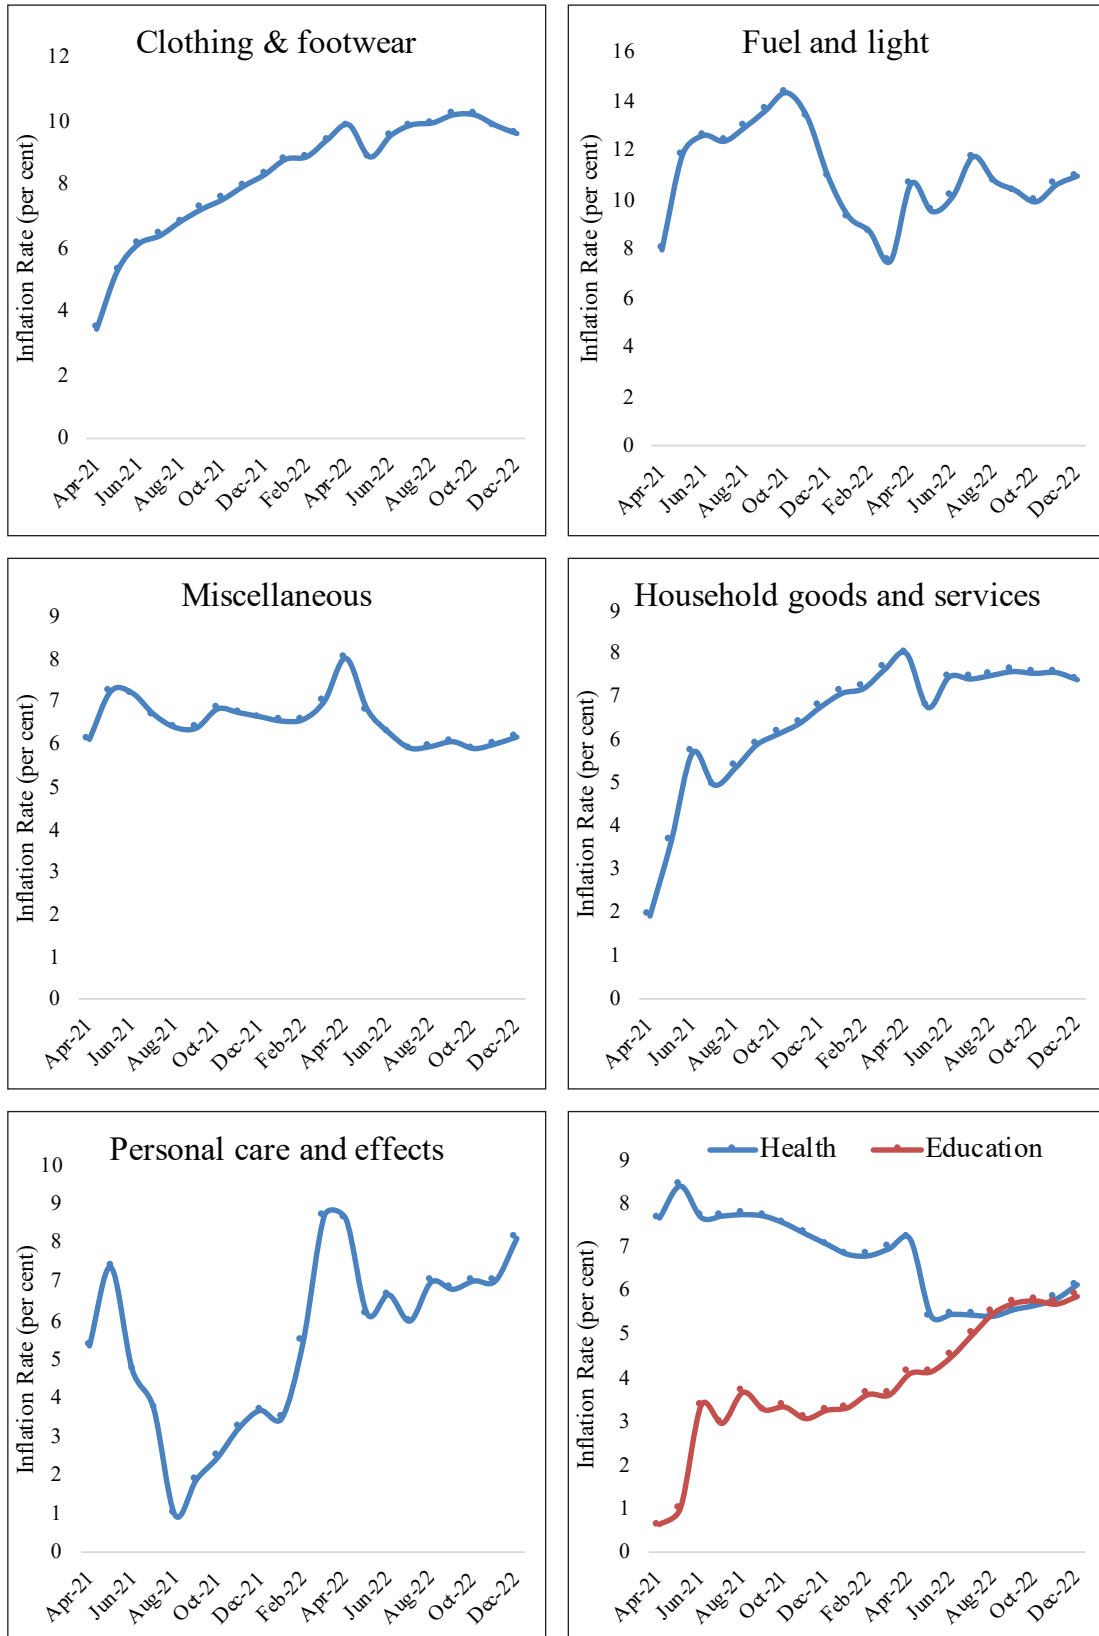 Clothing & footwear
Inflation Rate (per cent)
12
10
8
6
4
2
0
Apr-21
Jun-21
Aug-21
Oct-21
Dec-21
Feb-22
Apr-22
Jun-22
Aug-22
Oct-22
Dec-22
Fuel and light
Inflation Rate (per cent)
16
14
12
10
8
6
4
2
0
Apr-21
Jun-21
Aug-21
Oct-21
Dec-21
Feb-22
Apr-22
Jun-22
Aug-22
Oct-22
Dec-22
Miscellaneous
Inflation Rate (per cent)
9
8
7
6
5
4
3
2
1
0
Apr-21
Jun-21
Aug-21
Oct-21
Dec-21
Feb-22
Apr-22
Jun-22
Aug-22
Oct-22
Dec-22
Household goods and services
Inflation Rate (per cent)
9
8
7
6
5
4
3
2
1
0
Apr-21
Jun-21
Aug-21
Oct-21
Dec-21
Feb-22
Apr-22
Jun-22
Aug-22
Oct-22
Dec-22
Personal care and effects
Inflation Rate (per cent)
10
9
8
7
6
5
4
3
2
1
0
Apr-21
Jun-21
Aug-21
Oct-21
Dec-21
Feb-22
Apr-22
Jun-22
Aug-22
Oct-22
Dec-22
Health Education
Inflation Rate (per cent)
9
8
7
6
5
4
3
2
1
0
Apr-21
Jun-21
Aug-21
Oct-21
Dec-21
Feb-22
Apr-22
Jun-22
Aug-22
Oct-22
Dec-22